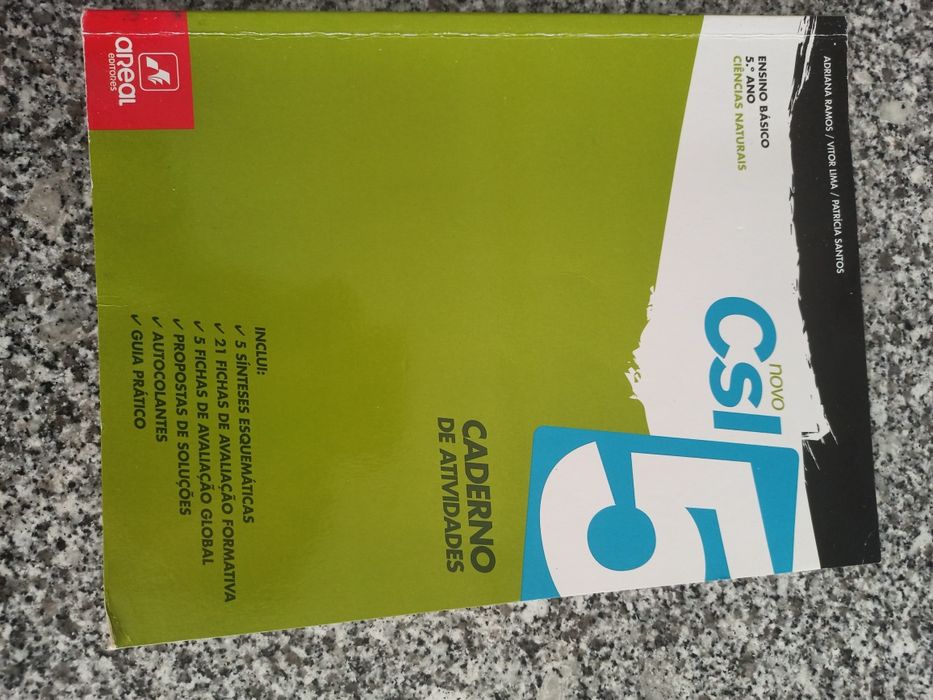 ADRIANA RAMOS / VITOR LIMA / PATRÍCIA SANTOS
ENSINO BÁSICO
5.º ANO
CIÊNCIAS NATURAIS
novo
CSI
5
CADERNO
DE ATIVIDADES
INCLUI:
✓ 5 SÍNTESES ESQUEMÁTICAS
✓ 21 FICHAS DE AVALIAÇÃO FORMATIVA
✓ 5 FICHAS DE AVALIAÇÃO GLOBAL
✓ PROPOSTAS DE SOLUÇÕES
✓ AUTOCOLANTES
✓ GUIA PRÁTICO
areal
EDITORES